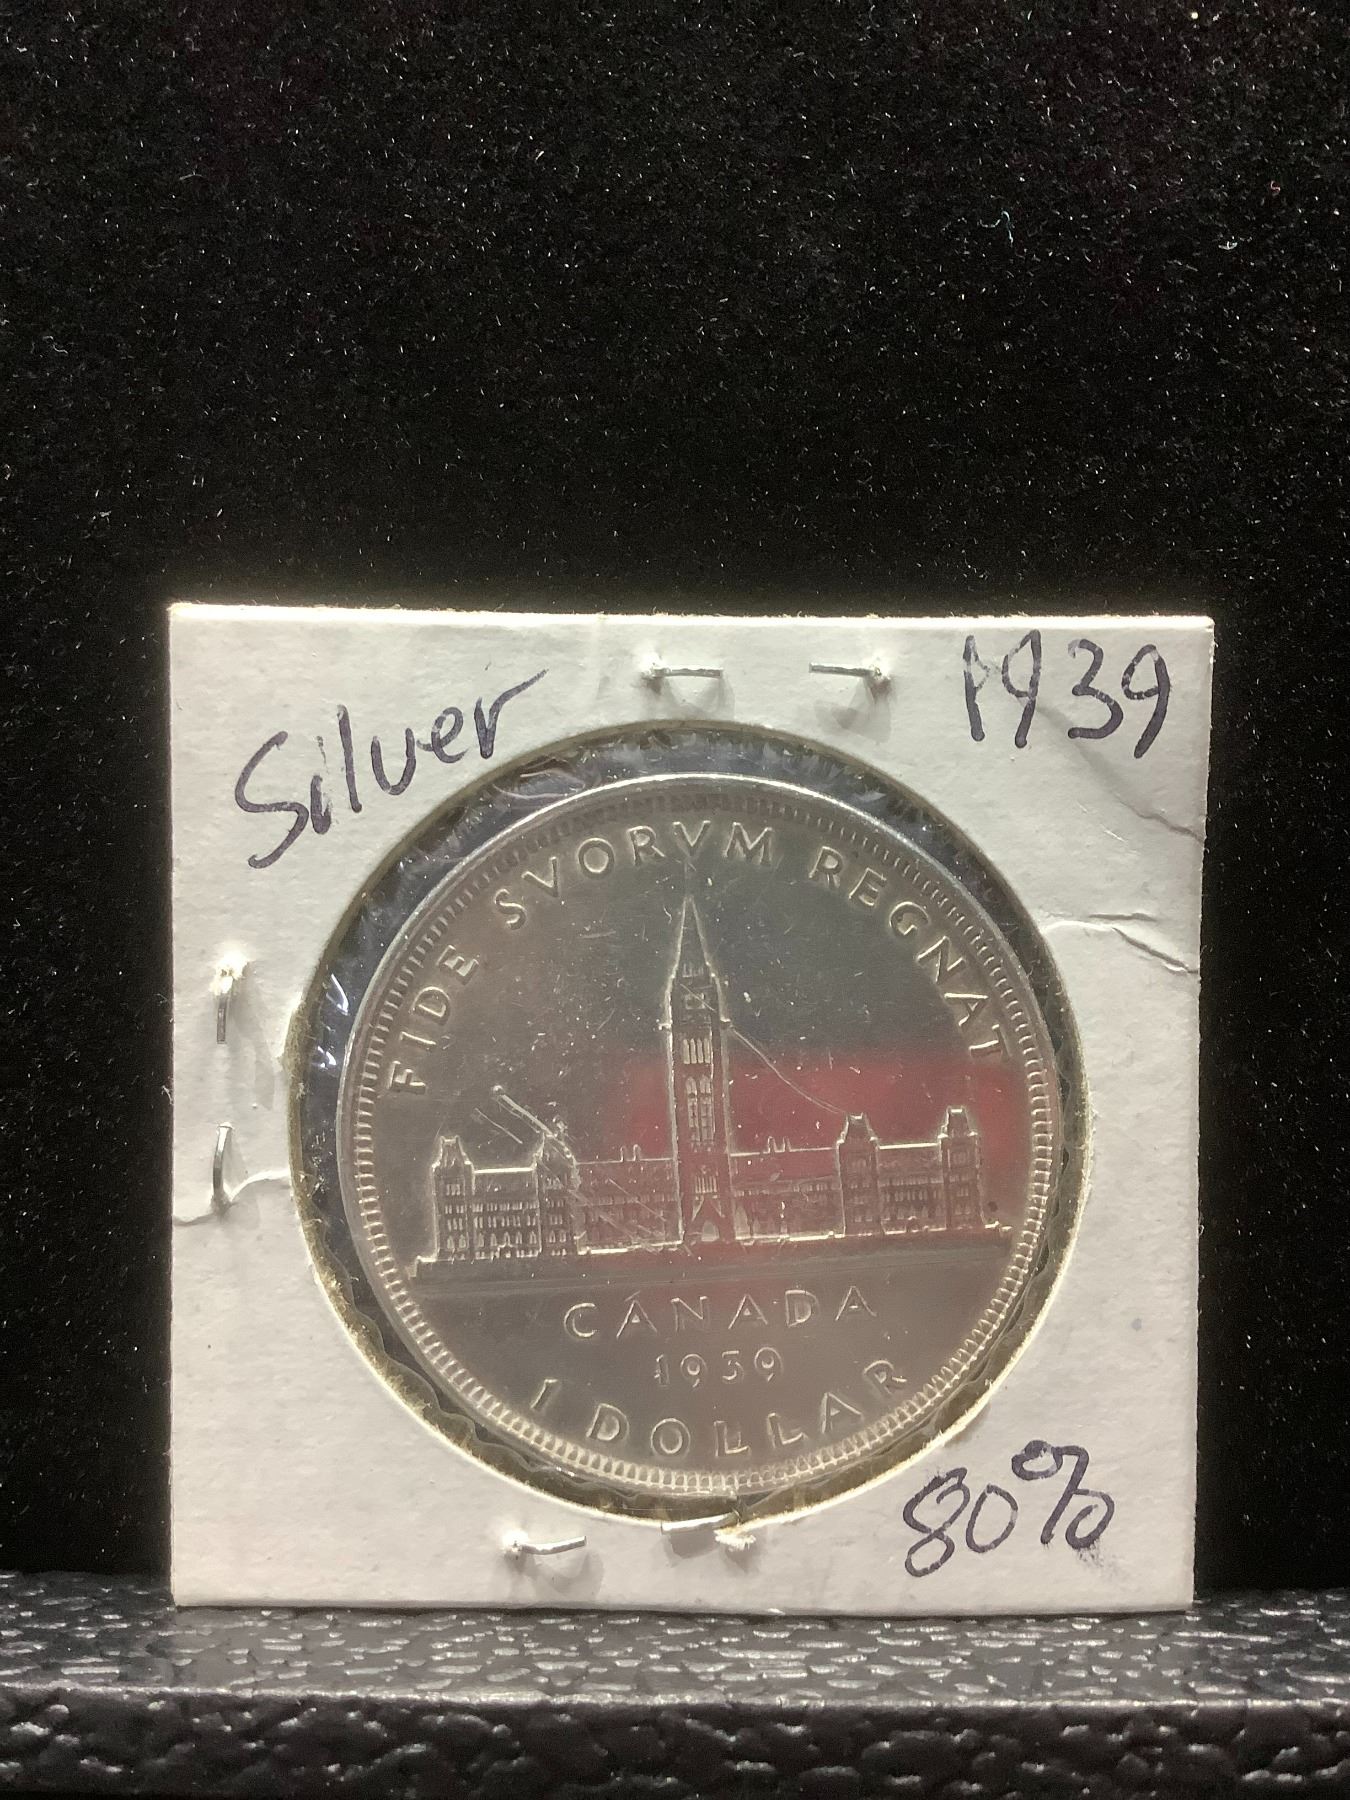 Silver
1939
FIDE SVORVM REGNAT
CANADA
1939
1 DOLLAR
80%